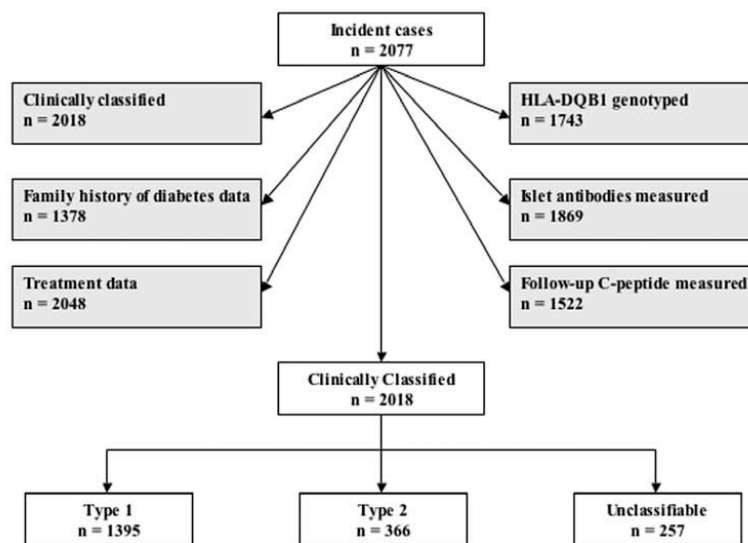 Incident cases
n = 2077
Clinically classified
n = 2018
HLA-DQB1 genotyped
n = 1743
Family history of diabetes data
n = 1378
Islet antibodies measured
n = 1869
Treatment data
n = 2048
Follow-up C-peptide measured
n = 1522
Clinically Classified
n = 2018
Type 1
n = 1395
Type 2
n = 366
Unclassifiable
n = 257